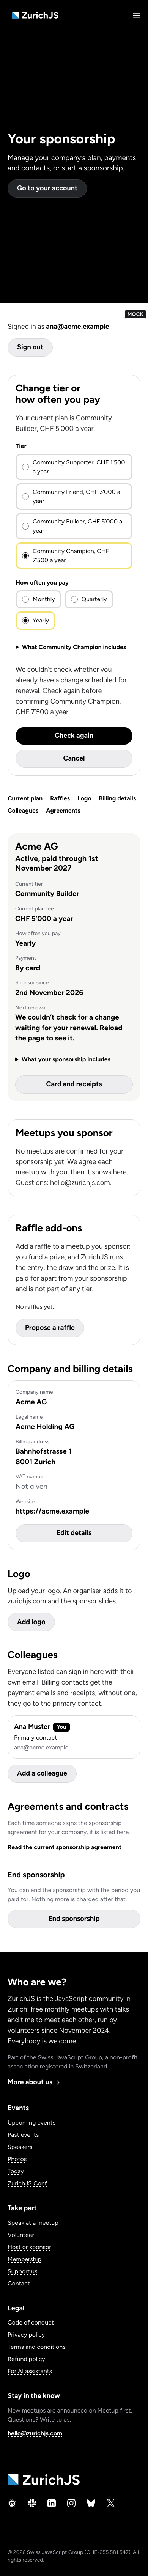 ZurichJS
Your sponsorship
Manage your company's plan, payments
and contacts, or start a sponsorship.
Go to your account
MOCK
Signed in as ana@acme.example
Sign out
Change tier or
how often you pay
Your current plan is Community
Builder, CHF 5'000 a year.
Tier
Community Supporter, CHF 1'500
a year
Community Friend, CHF 3'000 a
year
Community Builder, CHF 5'000 a
year
Community Champion, CHF
7'500 a year
How often you pay
Monthly
Quarterly
Yearly
What Community Champion includes
We couldn't check whether you
already have a change scheduled for
renewal. Check again before
confirming Community Champion,
CHF 7'500 a year.
Check again
Cancel
Current plan Raffles Logo Billing details
Colleagues Agreements
Acme AG
Active, paid through 1st
November 2027
Current tier
Community Builder
Current plan fee
CHF 5'000 a year
How often you pay
Yearly
Payment
By card
Sponsor since
2nd November 2026
Next renewal
We couldn't check for a change
waiting for your renewal. Reload
the page to see it.
What your sponsorship includes
Card and receipts
Meetups you sponsor
No meetups are confirmed for your
sponsorship yet. We agree each
meetup with you, then it shows here.
Questions: hello@zurichjs.com.
Raffle add-ons
Add a raffle to a meetup you sponsor:
you fund a prize, and ZurichJS runs
the entry, the draw and the prize. It is
paid for apart from your sponsorship
and is not part of any tier.
No raffles yet.
Propose a raffle
Company and billing details
Company name
Acme AG
Legal name
Acme Holding AG
Billing address
Bahnhofstrasse 1
8001 Zurich
VAT number
Not given
Website
https://acme.example
Edit details
Logo
Upload your logo. An organiser adds it to
zurichjs.com and the sponsor slides.
Add logo
Colleagues
Everyone listed can sign in here with their
own email. Billing contacts get the
payment emails and receipts; without one,
they go to the primary contact.
Ana Muster You
Primary contact
ana@acme.example
Add a colleague
Agreements and contracts
Each time someone signs the sponsorship
agreement for your company, it is listed here.
Read the current sponsorship agreement
End sponsorship
You can end your sponsorship with the period you
paid for. Nothing more is charged after that.
End sponsorship
Who are we?
ZurichJS is the JavaScript community in
Zurich: free monthly meetups with talks
and time to meet each other, run by
volunteers since November 2024.
Everybody is welcome.
Part of the Swiss JavaScript Group, a non-profit
association registered in Switzerland.
More about us
Events
Upcoming events
Past events
Speakers
Photos
Today
ZurichJS Conf
Take part
Speak at a meetup
Volunteer
Host or sponsor
Membership
Support us
Contact
Legal
Code of conduct
Privacy policy
Terms and conditions
Refund policy
For AI assistants
Stay in the know
New meetups are announced on Meetup first.
Questions? Write to us.
hello@zurichjs.com
ZurichJS
© 2026 Swiss JavaScript Group (CHE-255.581.547). All
rights reserved.